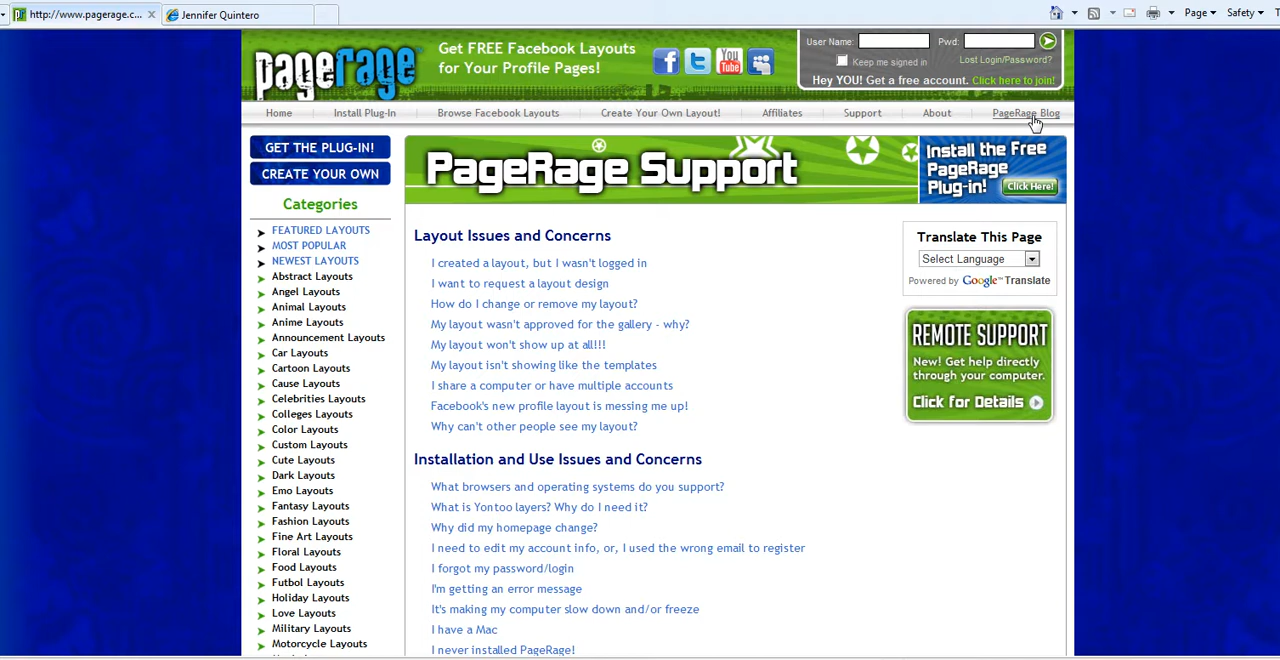 http://www.pagerage.c...
Jennifer Quintero
Page
Safety
pagerage
Get FREE Facebook Layouts
for Your Profile Pages!
You
Tube
User Name:
Pwd:
Keep me signed in
Lost Login/Password?
Hey YOU! Get a free account. Click here to join!
Home
Install Plug-In
Browse Facebook Layouts
Create Your Own Layout!
Affiliates
Support
About
PageRage Blog
GET THE PLUG-IN!
CREATE YOUR OWN
Categories
FEATURED LAYOUTS
MOST POPULAR
NEWEST LAYOUTS
Abstract Layouts
Angel Layouts
Animal Layouts
Anime Layouts
Announcement Layouts
Car Layouts
Cartoon Layouts
Cause Layouts
Celebrities Layouts
Colleges Layouts
Color Layouts
Custom Layouts
Cute Layouts
Dark Layouts
Emo Layouts
Fantasy Layouts
Fashion Layouts
Fine Art Layouts
Floral Layouts
Food Layouts
Futbol Layouts
Holiday Layouts
Love Layouts
Military Layouts
Motorcycle Layouts
PageRage Support
Install the Free
PageRage
Plug-in!
Click Here!
Layout Issues and Concerns
I created a layout, but I wasn't logged in
I want to request a layout design
How do I change or remove my layout?
My layout wasn't approved for the gallery - why?
My layout won't show up at all!!!
My layout isn't showing like the templates
I share a computer or have multiple accounts
Facebook's new profile layout is messing me up!
Why can't other people see my layout?
Installation and Use Issues and Concerns
What browsers and operating systems do you support?
What is Yontoo layers? Why do I need it?
Why did my homepage change?
I need to edit my account info, or, I used the wrong email to register
I forgot my password/login
I'm getting an error message
It's making my computer slow down and/or freeze
I have a Mac
I never installed PageRage!
Translate This Page
Select Language
Powered by Google Translate
REMOTE SUPPORT
New! Get help directly
through your computer.
Click for Details